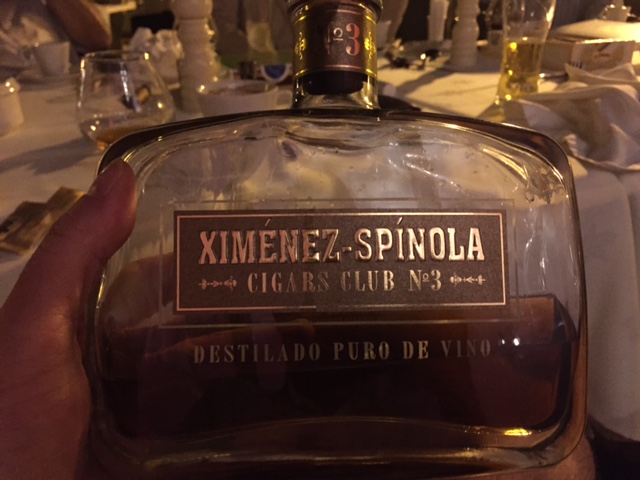 Nº3
XIMÉNEZ-SPÍNOLA
CIGARS CLUB Nº3
DESTILADO PURO DE VINO